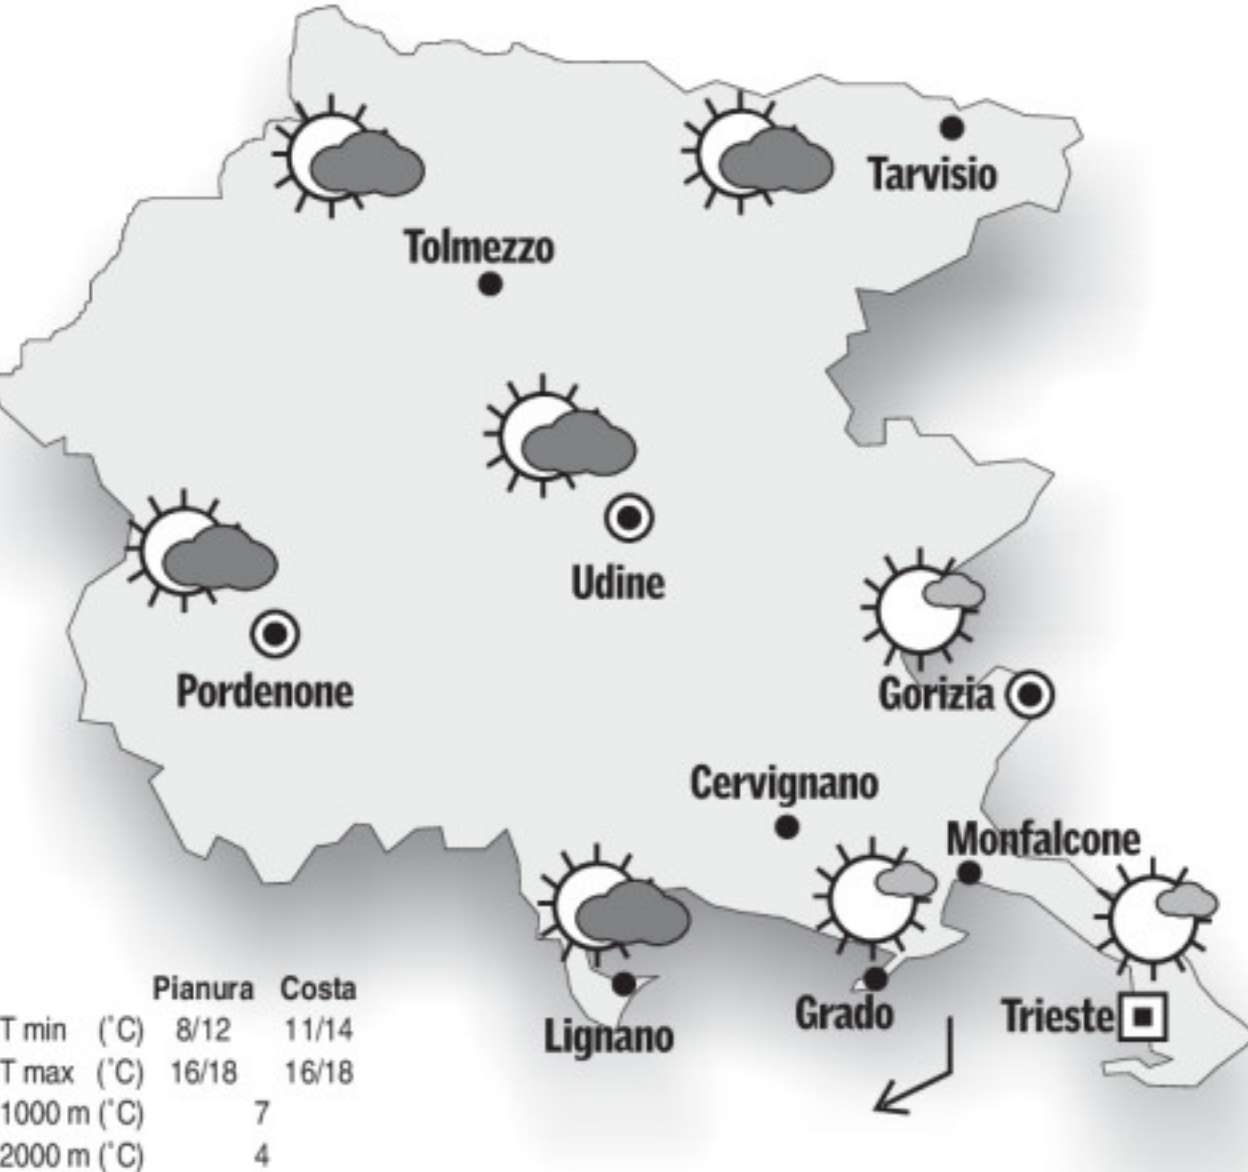 Tarvisio
Tolmezzo
Udine
Pordenone
Gorizia
Cervignano
Monfalcone
Grado
Trieste
Lignano
Pianura Costa
T min (°C) 8/12 11/14
T max (°C) 16/18 16/18
1000 m (°C) 7
2000 m (°C) 4